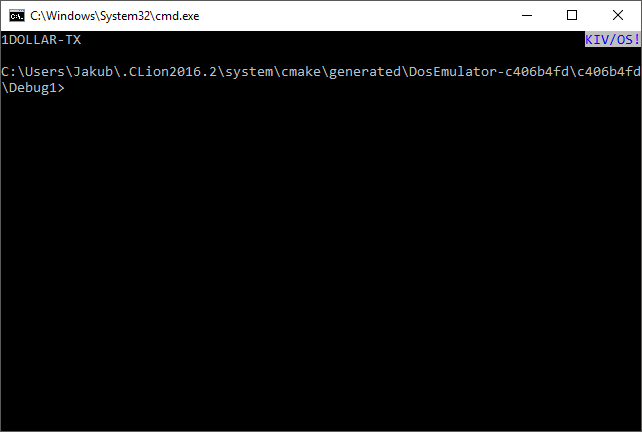 C:\Windows\System32\cmd.exe
1DOLLAR-TX KIV/OS!
C:\Users\Jakub\.CLion2016.2\system\cmake\generated\DosEmulator-c406b4fd\c406b4fd
\Debug1>